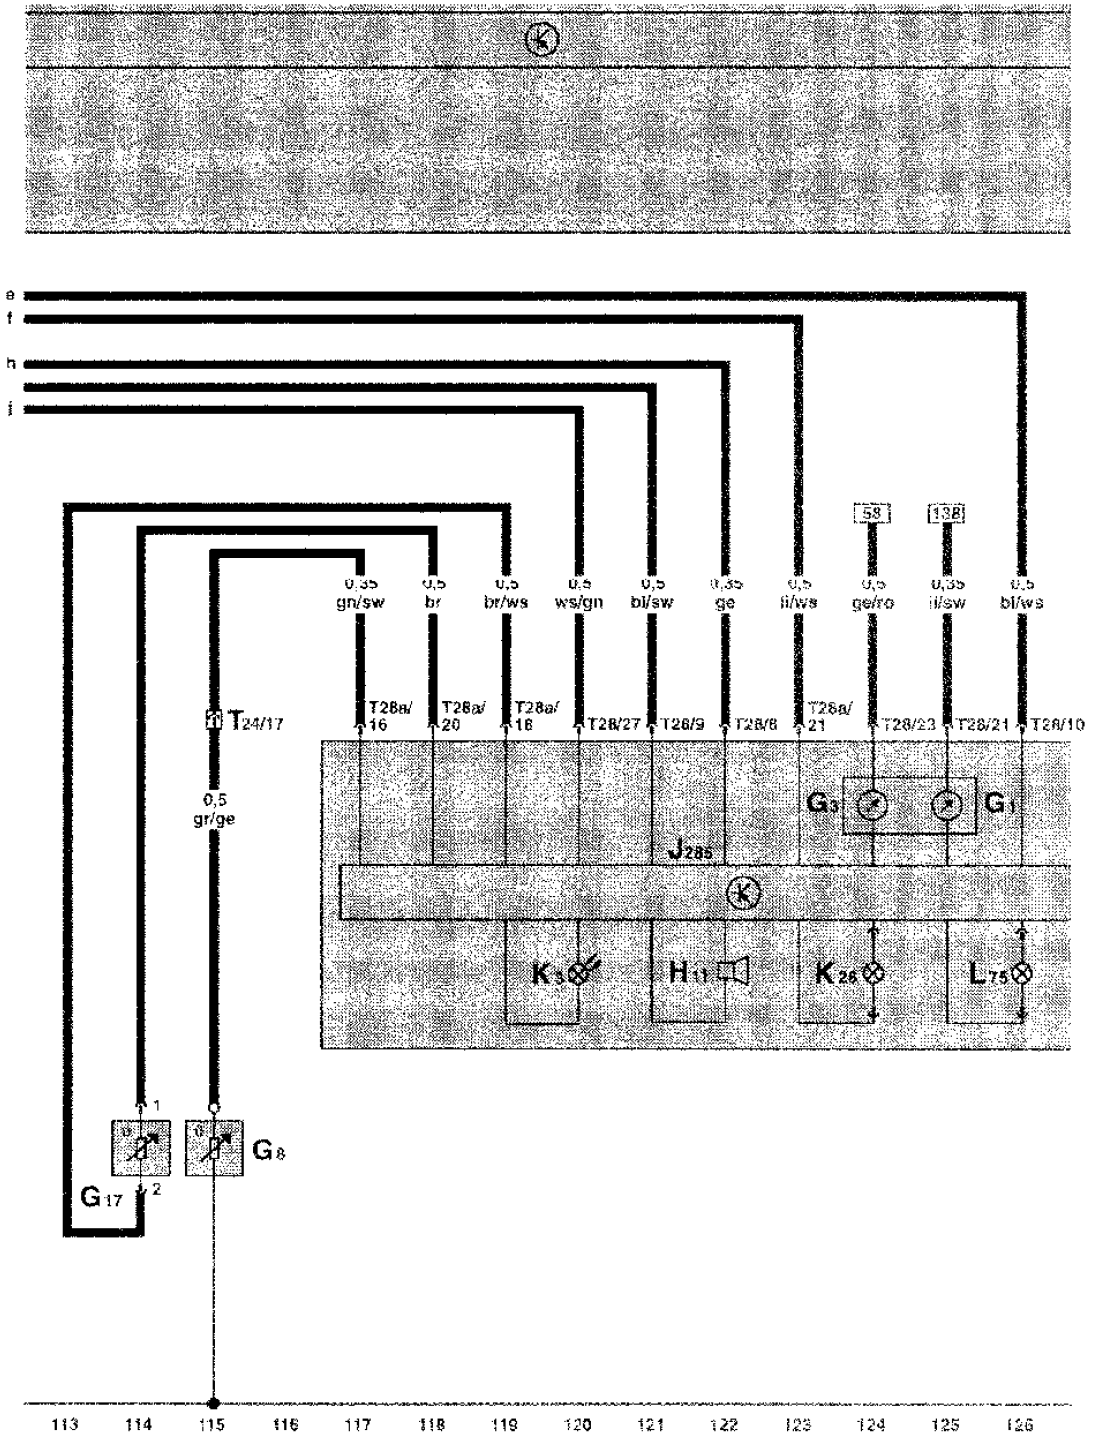 e
f
h
j
58 138
0,35 0,5 0,5 0,5 0,5 0,35 0,5 0,5 0,35 0,5
gn/sw br br/ws ws/gn bl/sw ge li/ws ge/ro li/sw bl/ws
T28a/ T28a/ T28a/ T28a/
16 20 18 T28/27 T28/9 T28/8 21 T28/23 T28/21 T28/10
T24/17
0,5
gr/ge
G3 G1
J285
K
K3 H11 K28 L75
1
G8
G17 2
113 114 115 116 117 118 119 120 121 122 123 124 125 126